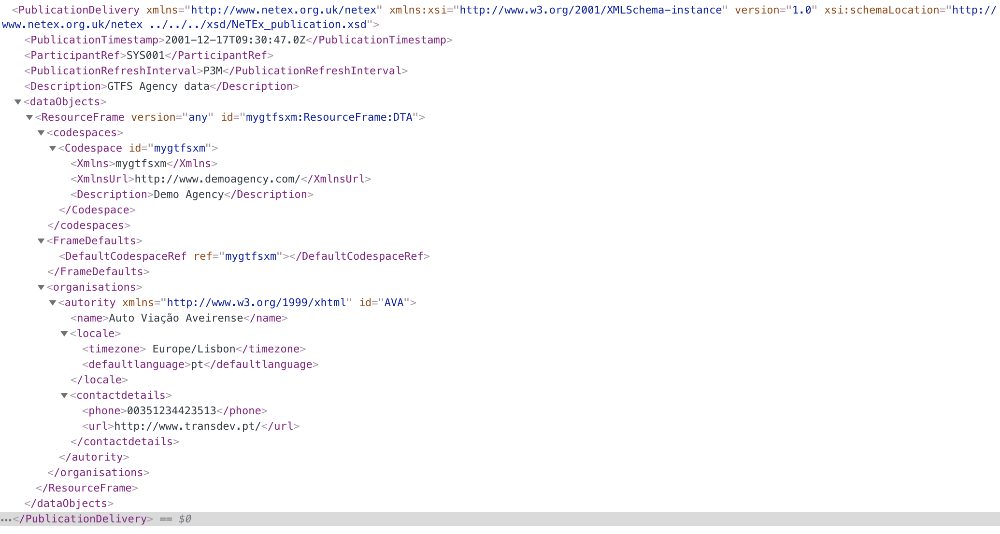 <PublicationDelivery xmlns="http://www.netex.org.uk/netex" xmlns:xsi="http://www.w3.org/2001/XMLSchema-instance" version="1.0" xsi:schemaLocation="http://
www.netex.org.uk/netex ../../../xsd/NeTEx_publication.xsd">
<PublicationTimestamp>2001-12-17T09:30:47.0Z</PublicationTimestamp>
<ParticipantRef>SYS001</ParticipantRef>
<PublicationRefreshInterval>P3M</PublicationRefreshInterval>
<Description>GTFS Agency data</Description>
▼<dataObjects>
▼<ResourceFrame version="any" id="mygtfsxm:ResourceFrame:DTA">
▼<codespaces>
▼<Codespace id="mygtfsxm">
<Xmlns>mygtfsxm</Xmlns>
<XmlnsUrl>http://www.demoagency.com/</XmlnsUrl>
<Description>Demo Agency</Description>
</Codespace>
</codespaces>
▼<FrameDefaults>
<DefaultCodespaceRef ref="mygtfsxm"></DefaultCodespaceRef>
</FrameDefaults>
▼<organisations>
▼<autority xmlns="http://www.w3.org/1999/xhtml" id="AVA">
<name>Auto Viação Aveirense</name>
▼<locale>
<timezone> Europe/Lisbon</timezone>
<defaultlanguage>pt</defaultlanguage>
</locale>
▼<contactdetails>
<phone>00351234423513</phone>
<url>http://www.transdev.pt/</url>
</contactdetails>
</autority>
</organisations>
</ResourceFrame>
</dataObjects>
…</PublicationDelivery> == $0